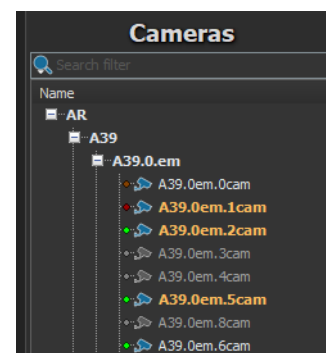 Cameras
Search filter
Name
AR
A39
A39.0.em
A39.0em.0cam
A39.0em.1cam
A39.0em.2cam
A39.0em.3cam
A39.0em.4cam
A39.0em.5cam
A39.0em.8cam
A39.0em.6cam